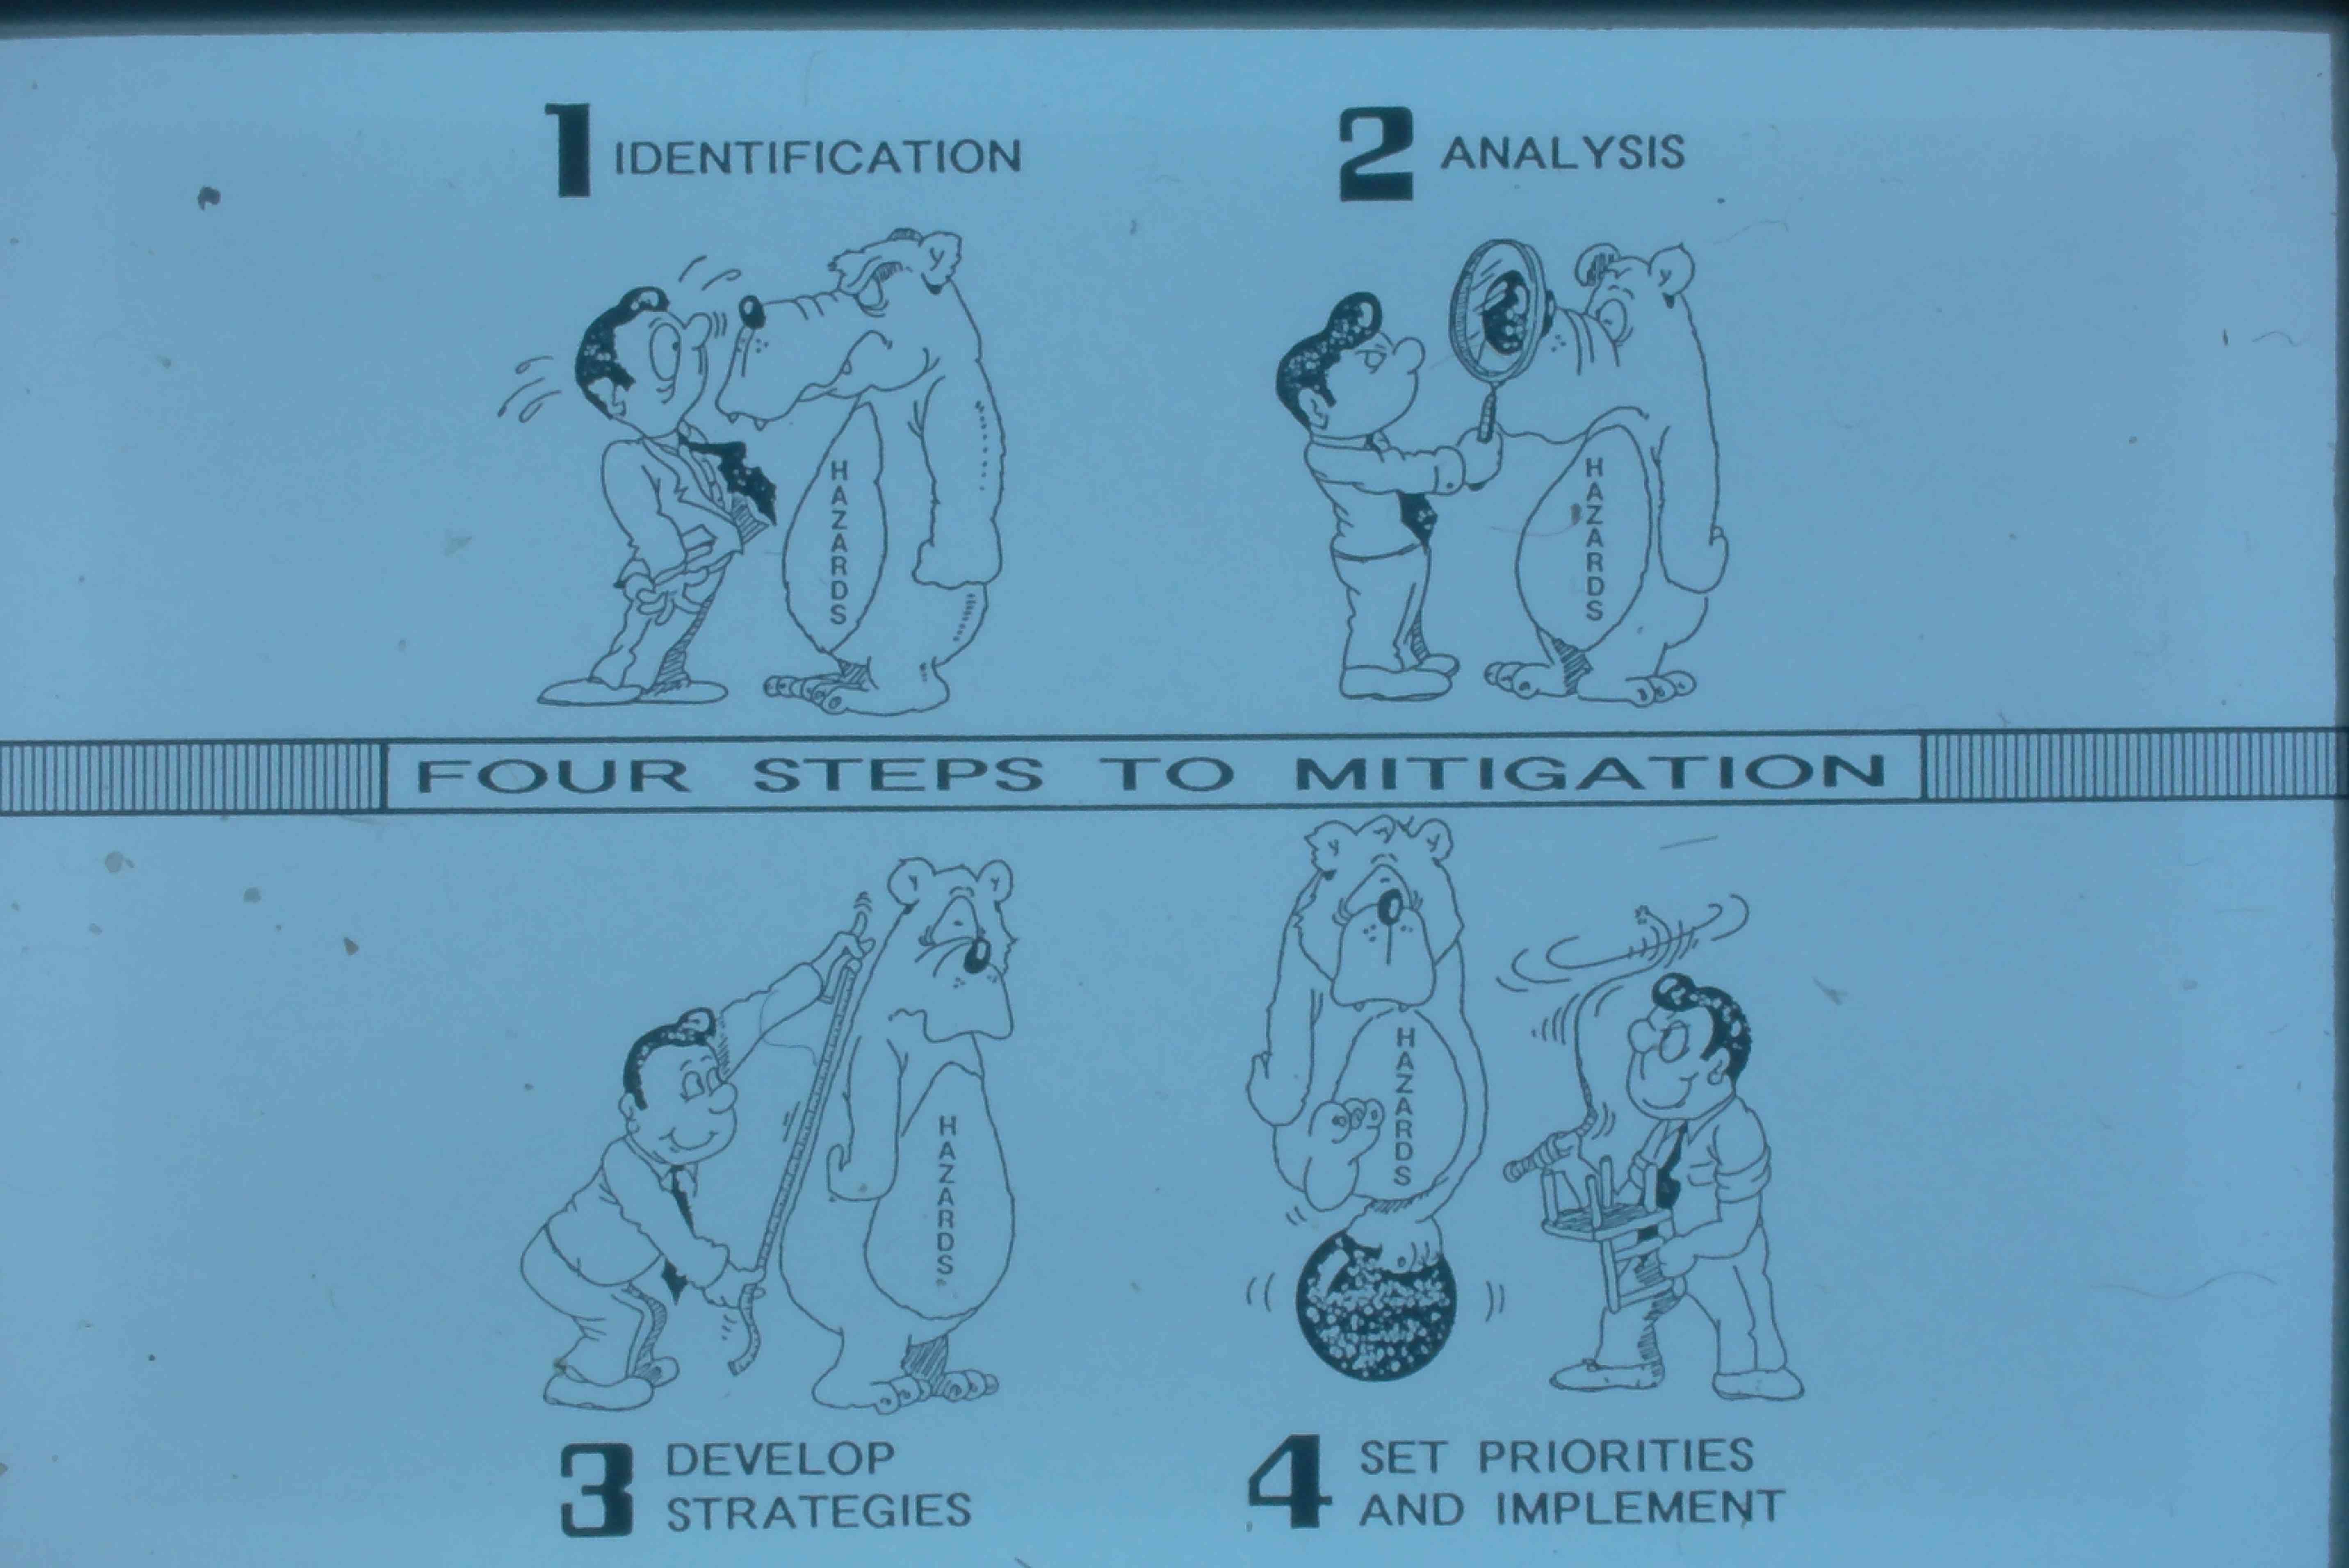 1 IDENTIFICATION
HAZARDS
2 ANALYSIS
HAZARDS
FOUR STEPS TO MITIGATION
HAZARDS
3 DEVELOP
STRATEGIES
HAZARDS
4 SET PRIORITIES
AND IMPLEMENT